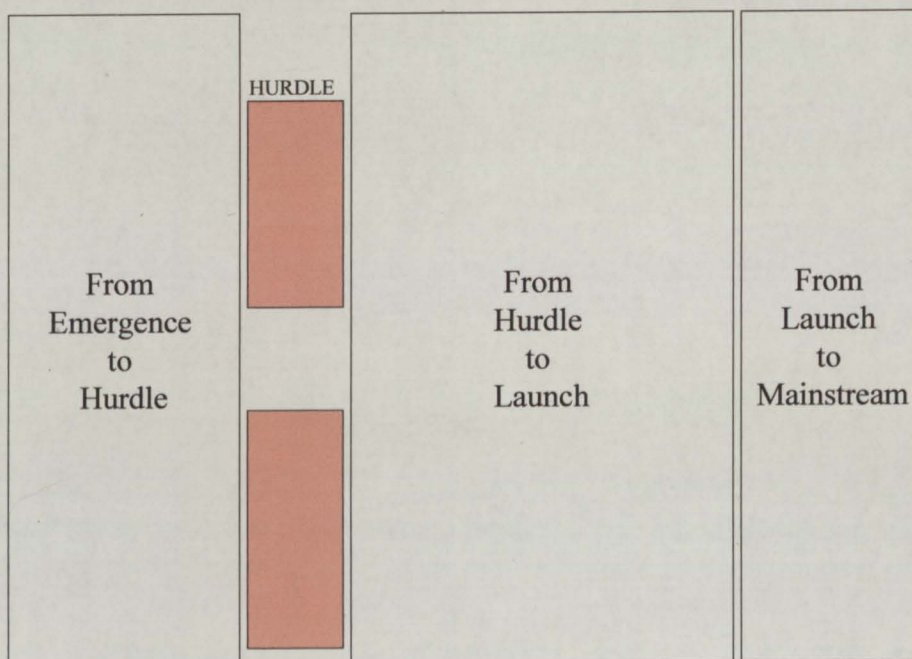 HURDLE
From
Emergence
to
Hurdle
From
Hurdle
to
Launch
From
Launch
to
Mainstream